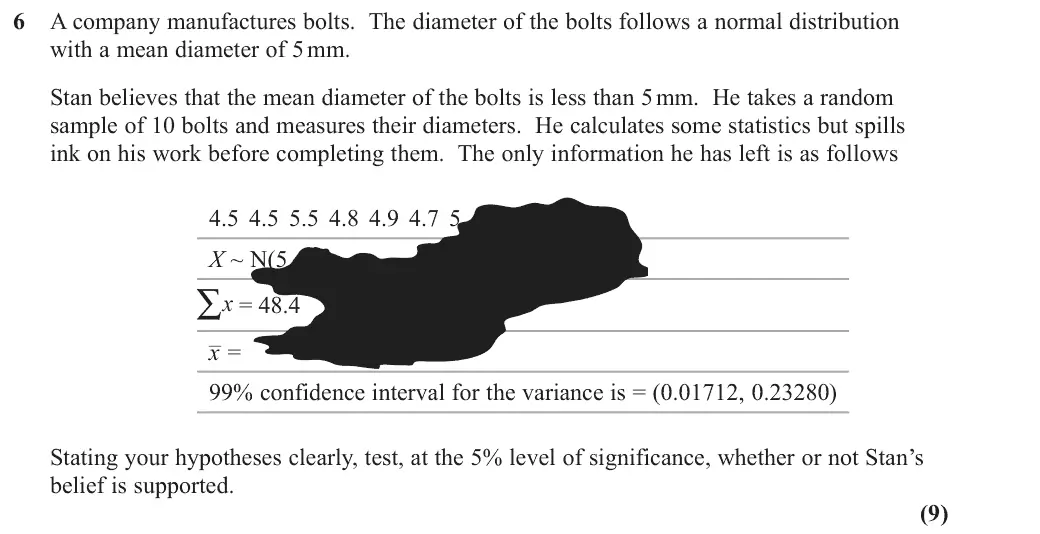 6 A company manufactures bolts. The diameter of the bolts follows a normal distribution
with a mean diameter of 5 mm.
Stan believes that the mean diameter of the bolts is less than 5 mm. He takes a random
sample of 10 bolts and measures their diameters. He calculates some statistics but spills
ink on his work before completing them. The only information he has left is as follows
4.5 4.5 5.5 4.8 4.9 4.7 5
X ~ N(5
∑x = 48.4
x̄ =
99% confidence interval for the variance is = (0.01712, 0.23280)
Stating your hypotheses clearly, test, at the 5% level of significance, whether or not Stan’s
belief is supported.
(9)